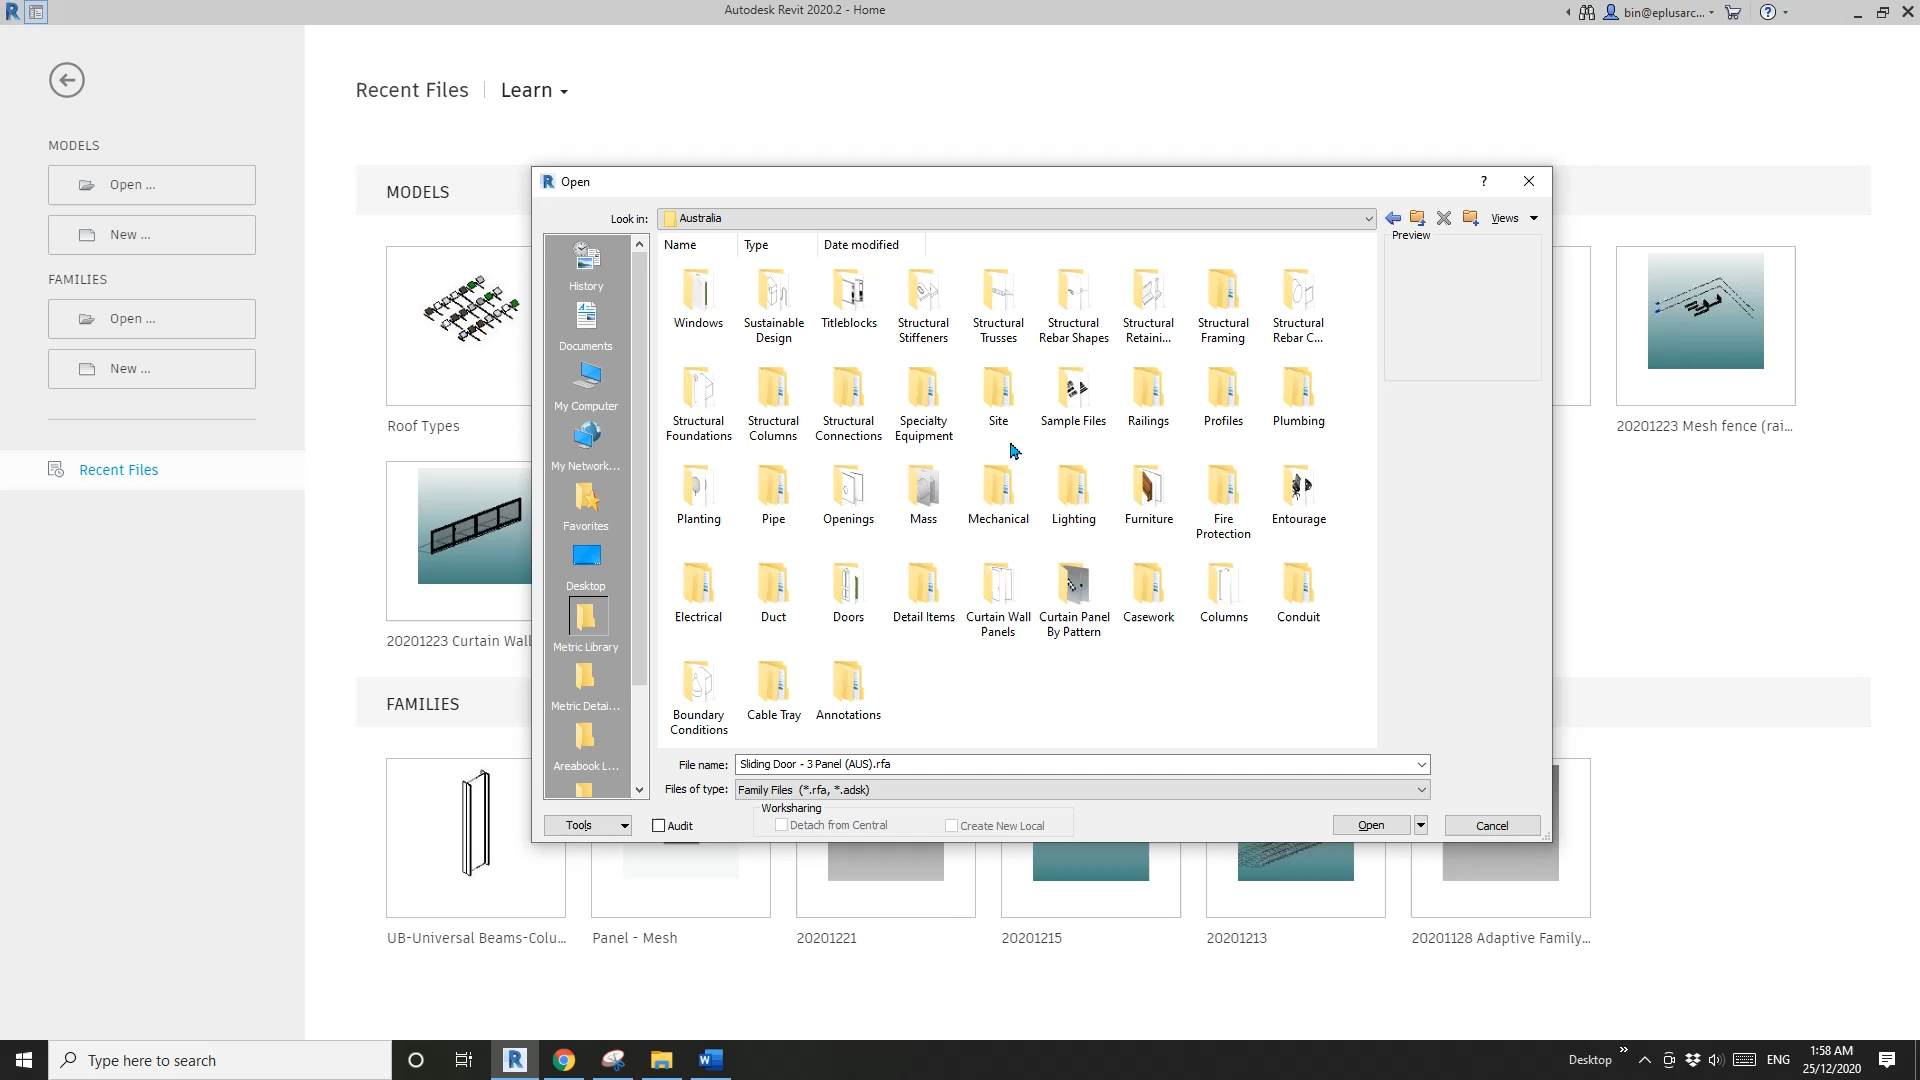 Autodesk Revit 2020.2 - Home
bin@eplusarc...
Recent Files
Learn
MODELS
Open ...
New ...
FAMILIES
Open ...
New ...
Recent Files
MODELS
Roof Types
20201223 Mesh fence (rai...
20201223 Curtain Wall
FAMILIES
UB-Universal Beams-Colu...
Panel - Mesh
20201221
20201215
20201213
20201128 Adaptive Family...
Open
?
Look in:
Australia
Views
Preview
History
Documents
My Computer
My Network...
Favorites
Desktop
Metric Library
Metric Detai...
Areabook L...
Name
Type
Date modified
Windows
Sustainable
Design
Titleblocks
Structural
Stiffeners
Structural
Trusses
Structural
Rebar Shapes
Structural
Retaini...
Structural
Framing
Structural
Rebar C...
Structural
Foundations
Structural
Columns
Structural
Connections
Specialty
Equipment
Site
Sample Files
Railings
Profiles
Plumbing
Planting
Pipe
Openings
Mass
Mechanical
Lighting
Furniture
Fire
Protection
Entourage
Electrical
Duct
Doors
Detail Items
Curtain Wall
Panels
Curtain Panel
By Pattern
Casework
Columns
Conduit
Boundary
Conditions
Cable Tray
Annotations
File name:
Sliding Door - 3 Panel (AUS).rfa
Files of type:
Family Files (*.rfa, *.adsk)
Worksharing
Tools
Audit
Detach from Central
Create New Local
Open
Cancel
Type here to search
Desktop
ENG
1:58 AM
25/12/2020